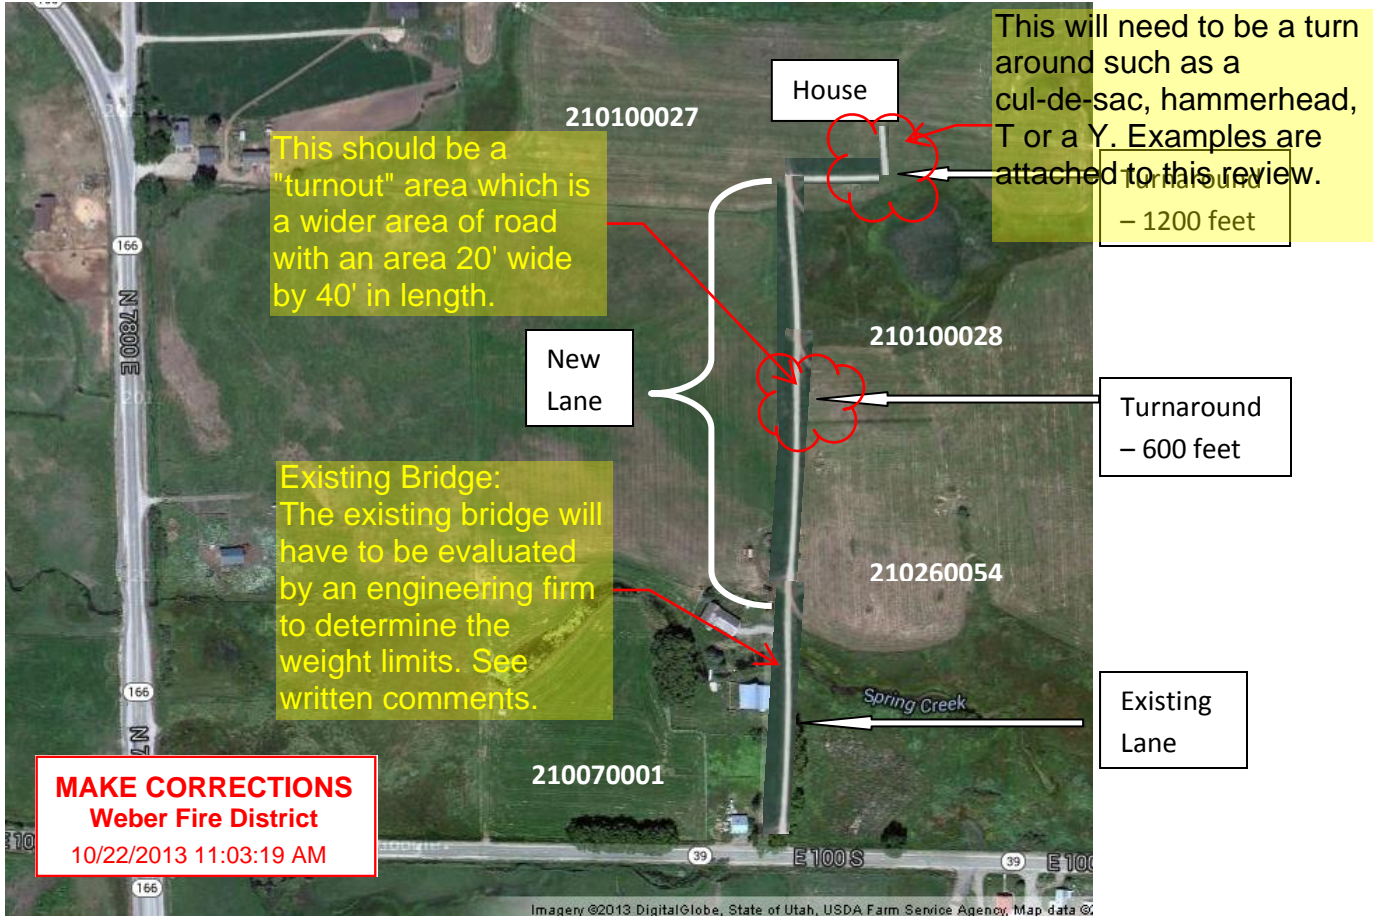 This will need to be a turn
around such as a
cul-de-sac, hammerhead,
T or a Y. Examples are
attached to this review.
House
210100027
This should be a
"turnout" area which is
a wider area of road
with an area 20' wide
by 40' in length.
Turnaround
– 1200 feet
166
N 7800 E
210100028
New
Lane
Turnaround
– 600 feet
Existing Bridge:
The existing bridge will
have to be evaluated
by an engineering firm
to determine the
weight limits. See
written comments.
210260054
166
Spring Creek
Existing
Lane
210070001
MAKE CORRECTIONS
Weber Fire District
10/22/2013 11:03:19 AM
39
E 100 S
39
E 100
166
Imagery ©2013 DigitalGlobe, State of Utah, USDA Farm Service Agency, Map data